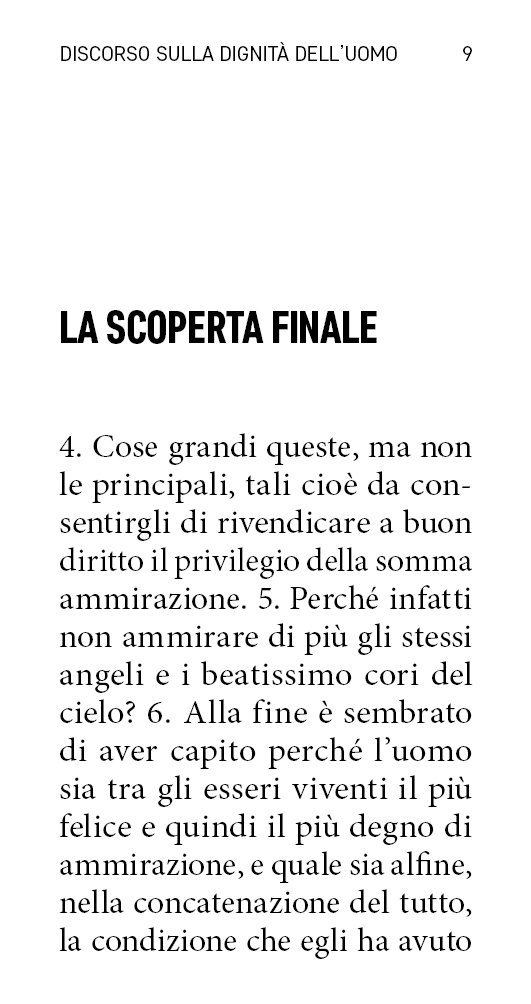 DISCORSO SULLA DIGNITÀ DELL'UOMO 9
LA SCOPERTA FINALE
4. Cose grandi queste, ma non
le principali, tali cioè da con-
sentirgli di rivendicare a buon
diritto il privilegio della somma
ammirazione. 5. Perché infatti
non ammirare di più gli stessi
angeli e i beatissimo cori del
cielo? 6. Alla fine è sembrato
di aver capito perché l'uomo
sia tra gli esseri viventi il più
felice e quindi il più degno di
ammirazione, e quale sia alfine,
nella concatenazione del tutto,
la condizione che egli ha avuto